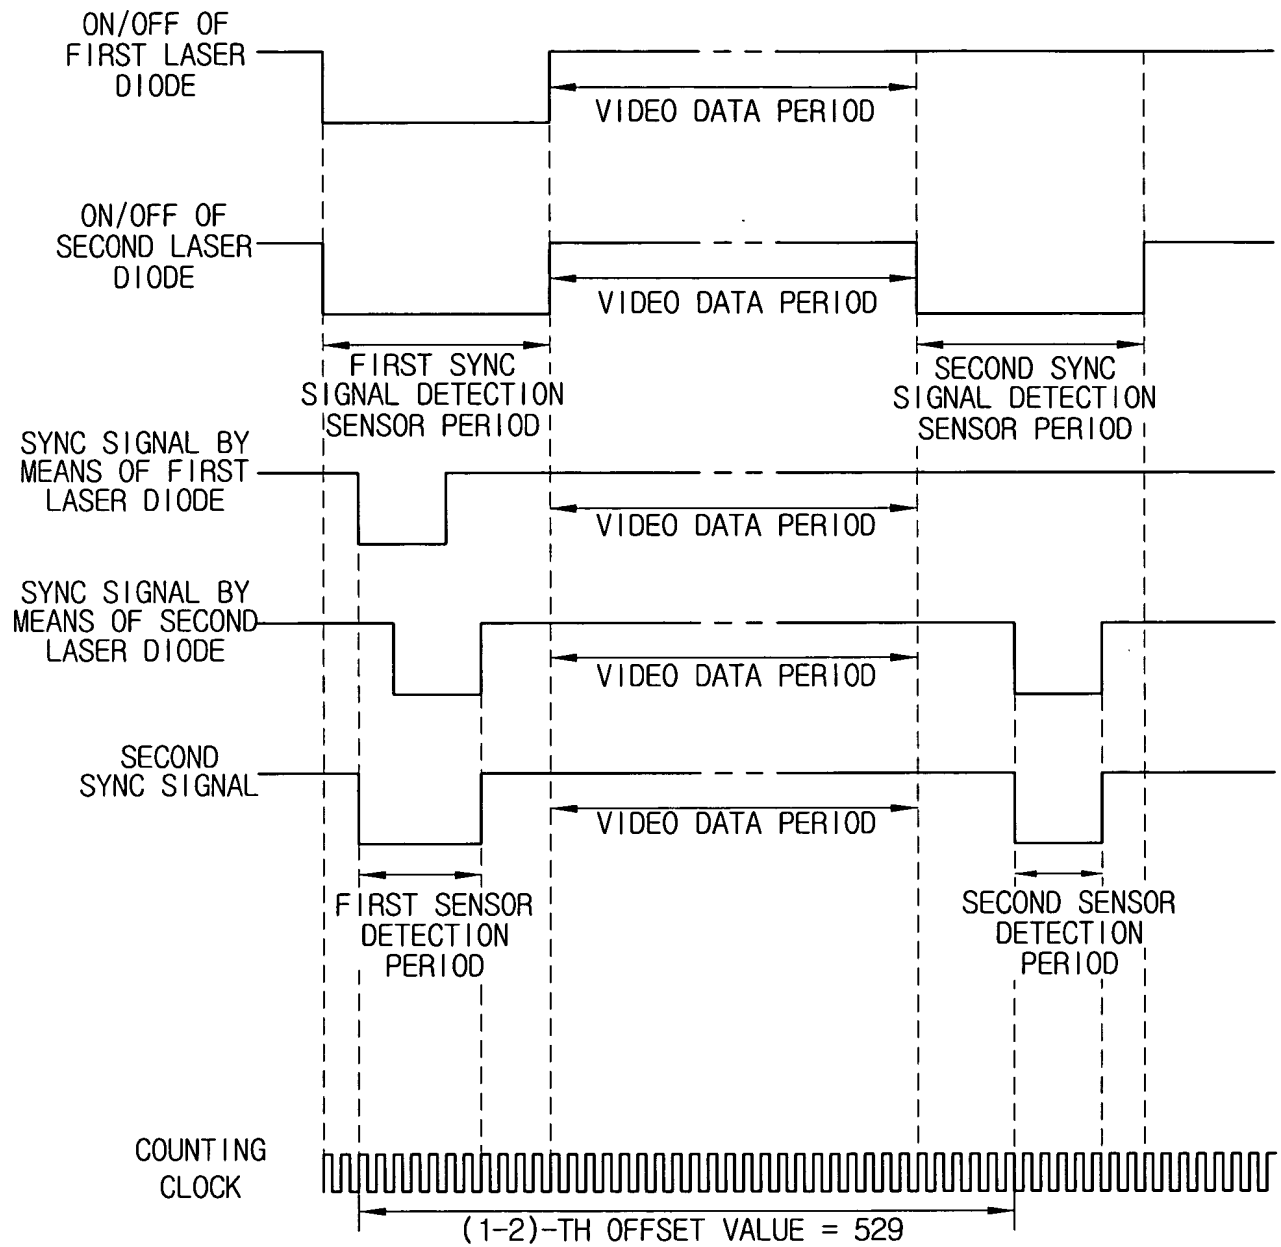 ON/OFF OF
FIRST LASER
DIODE
VIDEO DATA PERIOD
ON/OFF OF
SECOND LASER
DIODE
VIDEO DATA PERIOD
FIRST SYNC
SIGNAL DETECTION
SENSOR PERIOD
SECOND SYNC
SIGNAL DETECTION
SENSOR PERIOD
SYNC SIGNAL BY
MEANS OF FIRST
LASER DIODE
VIDEO DATA PERIOD
SYNC SIGNAL BY
MEANS OF SECOND
LASER DIODE
VIDEO DATA PERIOD
SECOND
SYNC SIGNAL
VIDEO DATA PERIOD
FIRST SENSOR
DETECTION
PERIOD
SECOND SENSOR
DETECTION
PERIOD
COUNTING
CLOCK
(1-2)-TH OFFSET VALUE = 529